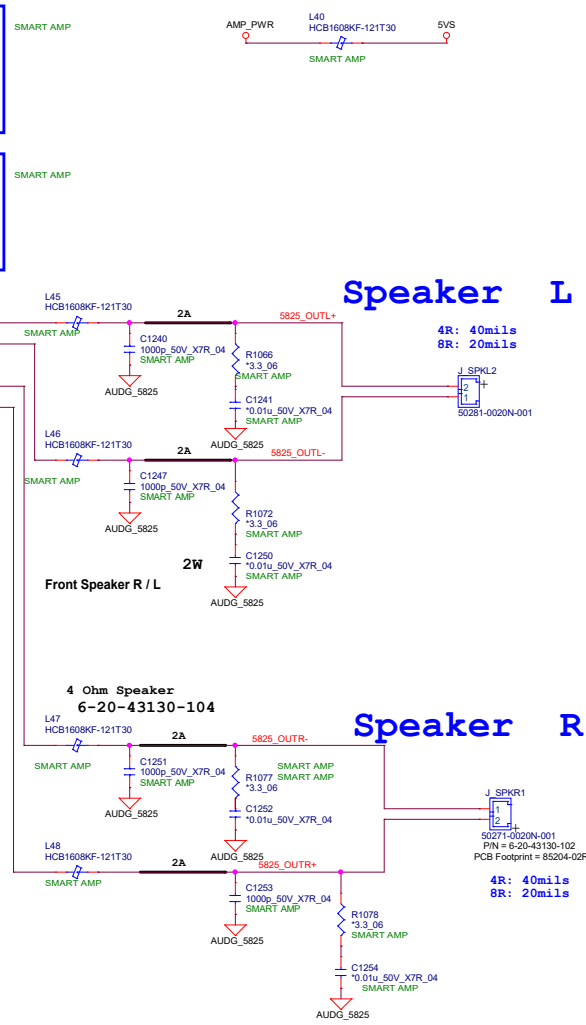 SMART AMP
AMP_PWR
L40
HCB1608KF-121T30
5VS
SMART AMP
SMART AMP
Speaker L
4R: 40mils
8R: 20mils
L45
HCB1608KF-121T30
SMART AMP
2A
5825_OUTL+
C1240
1000p_50V_X7R_04
SMART AMP
AUDG_5825
R1066
*3.3_06
SMART AMP
C1241
*0.01u_50V_X7R_04
AUDG_5825
J_SPKL2
2
1
50281-0020N-001
L46
HCB1608KF-121T30
SMART AMP
2A
5825_OUTL-
C1247
1000p_50V_X7R_04
SMART AMP
AUDG_5825
R1072
*3.3_06
SMART AMP
C1250
*0.01u_50V_X7R_04
SMART AMP
AUDG_5825
2W
Front Speaker R / L
4 Ohm Speaker
6-20-43130-104
Speaker R
L47
HCB1608KF-121T30
SMART AMP
2A
5825_OUTR-
C1251
1000p_50V_X7R_04
SMART AMP
AUDG_5825
SMART AMP
SMART AMP
R1077
*3.3_06
C1252
*0.01u_50V_X7R_04
AUDG_5825
J_SPKR1
1
2
50271-0020N-001
P/N = 6-20-43130-102
PCB Footprint = 85204-02R
4R: 40mils
8R: 20mils
L48
HCB1608KF-121T30
SMART AMP
2A
5825_OUTR+
C1253
1000p_50V_X7R_04
SMART AMP
AUDG_5825
R1078
*3.3_06
SMART AMP
C1254
*0.01u_50V_X7R_04
SMART AMP
AUDG_5825